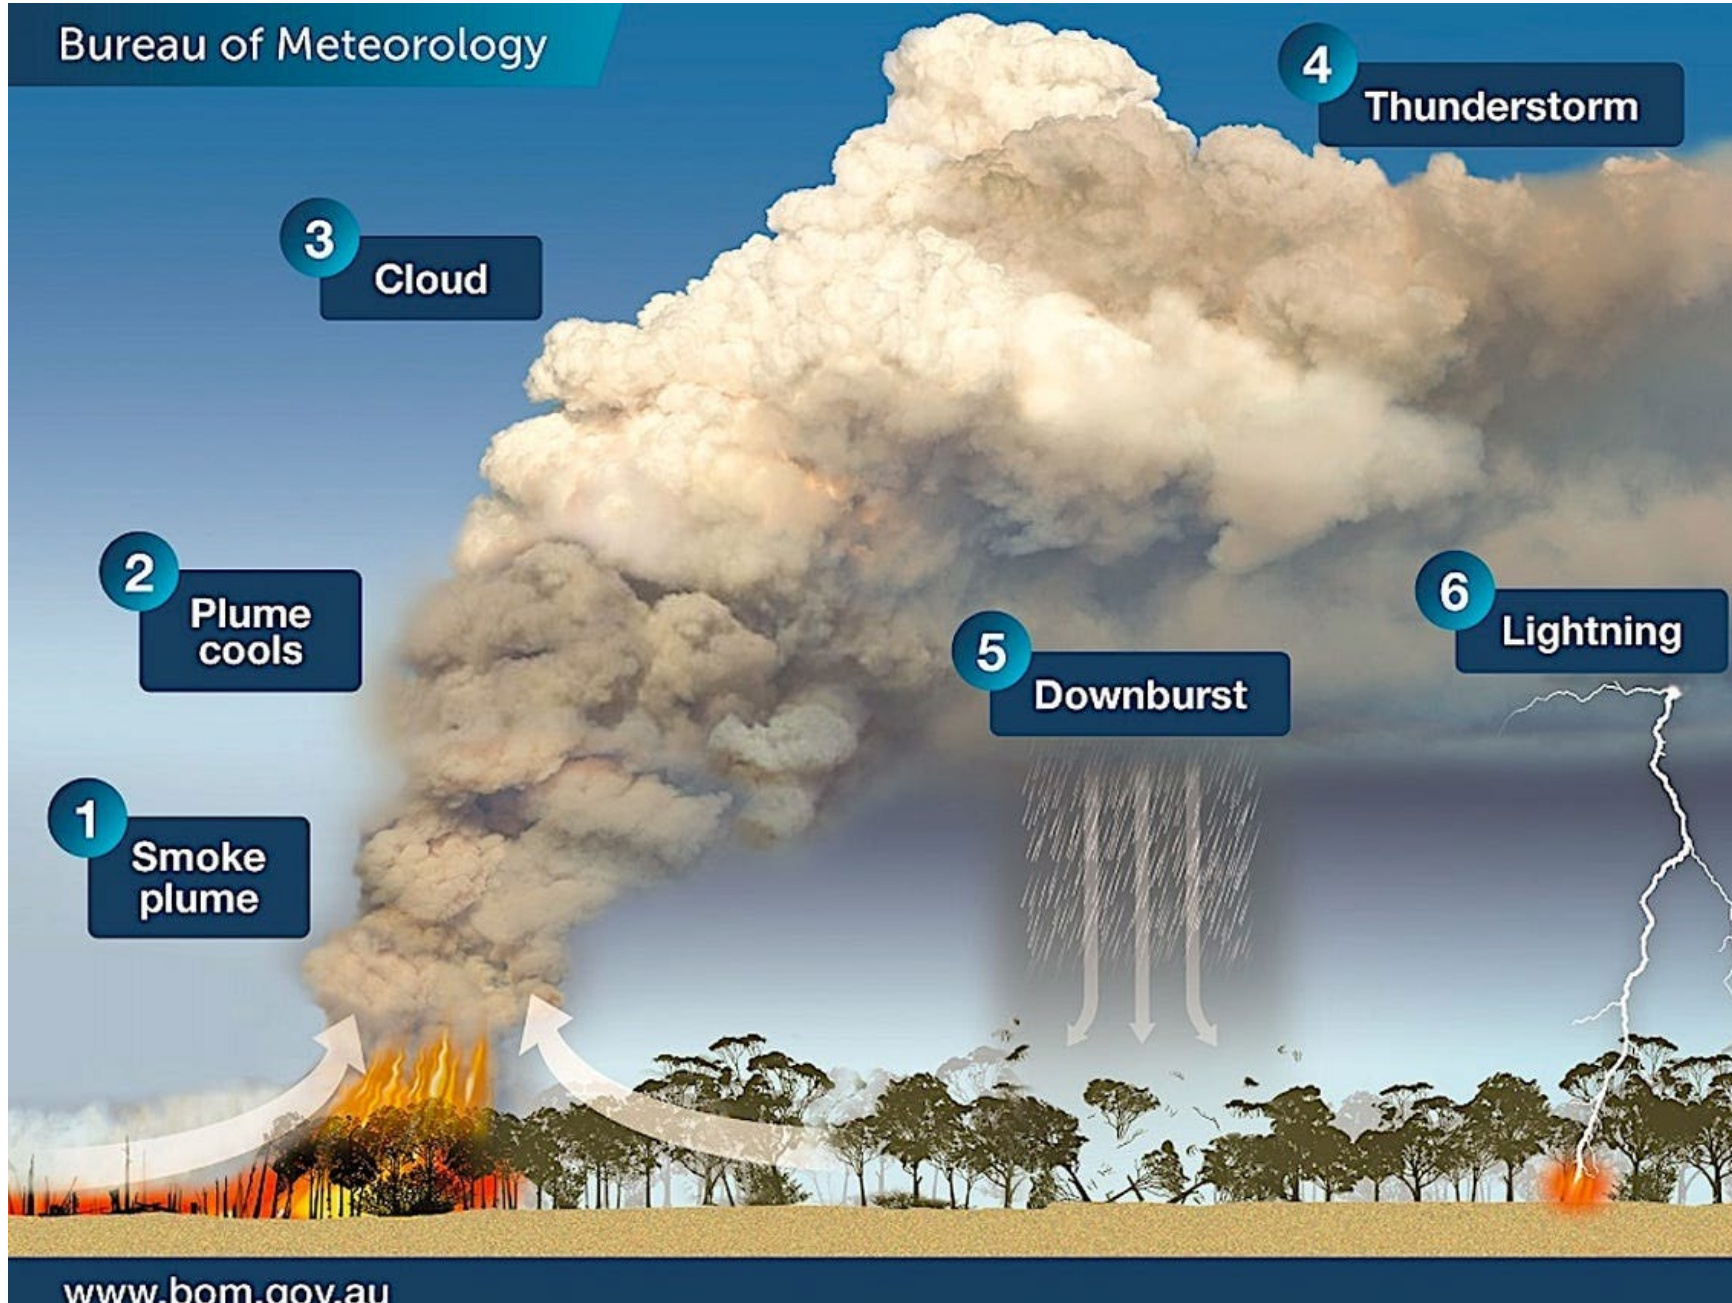 Bureau of Meteorology
4
Thunderstorm
3
Cloud
2
Plume
cools
6
Lightning
5
Downburst
1
Smoke
plume
www.bom.gov.au